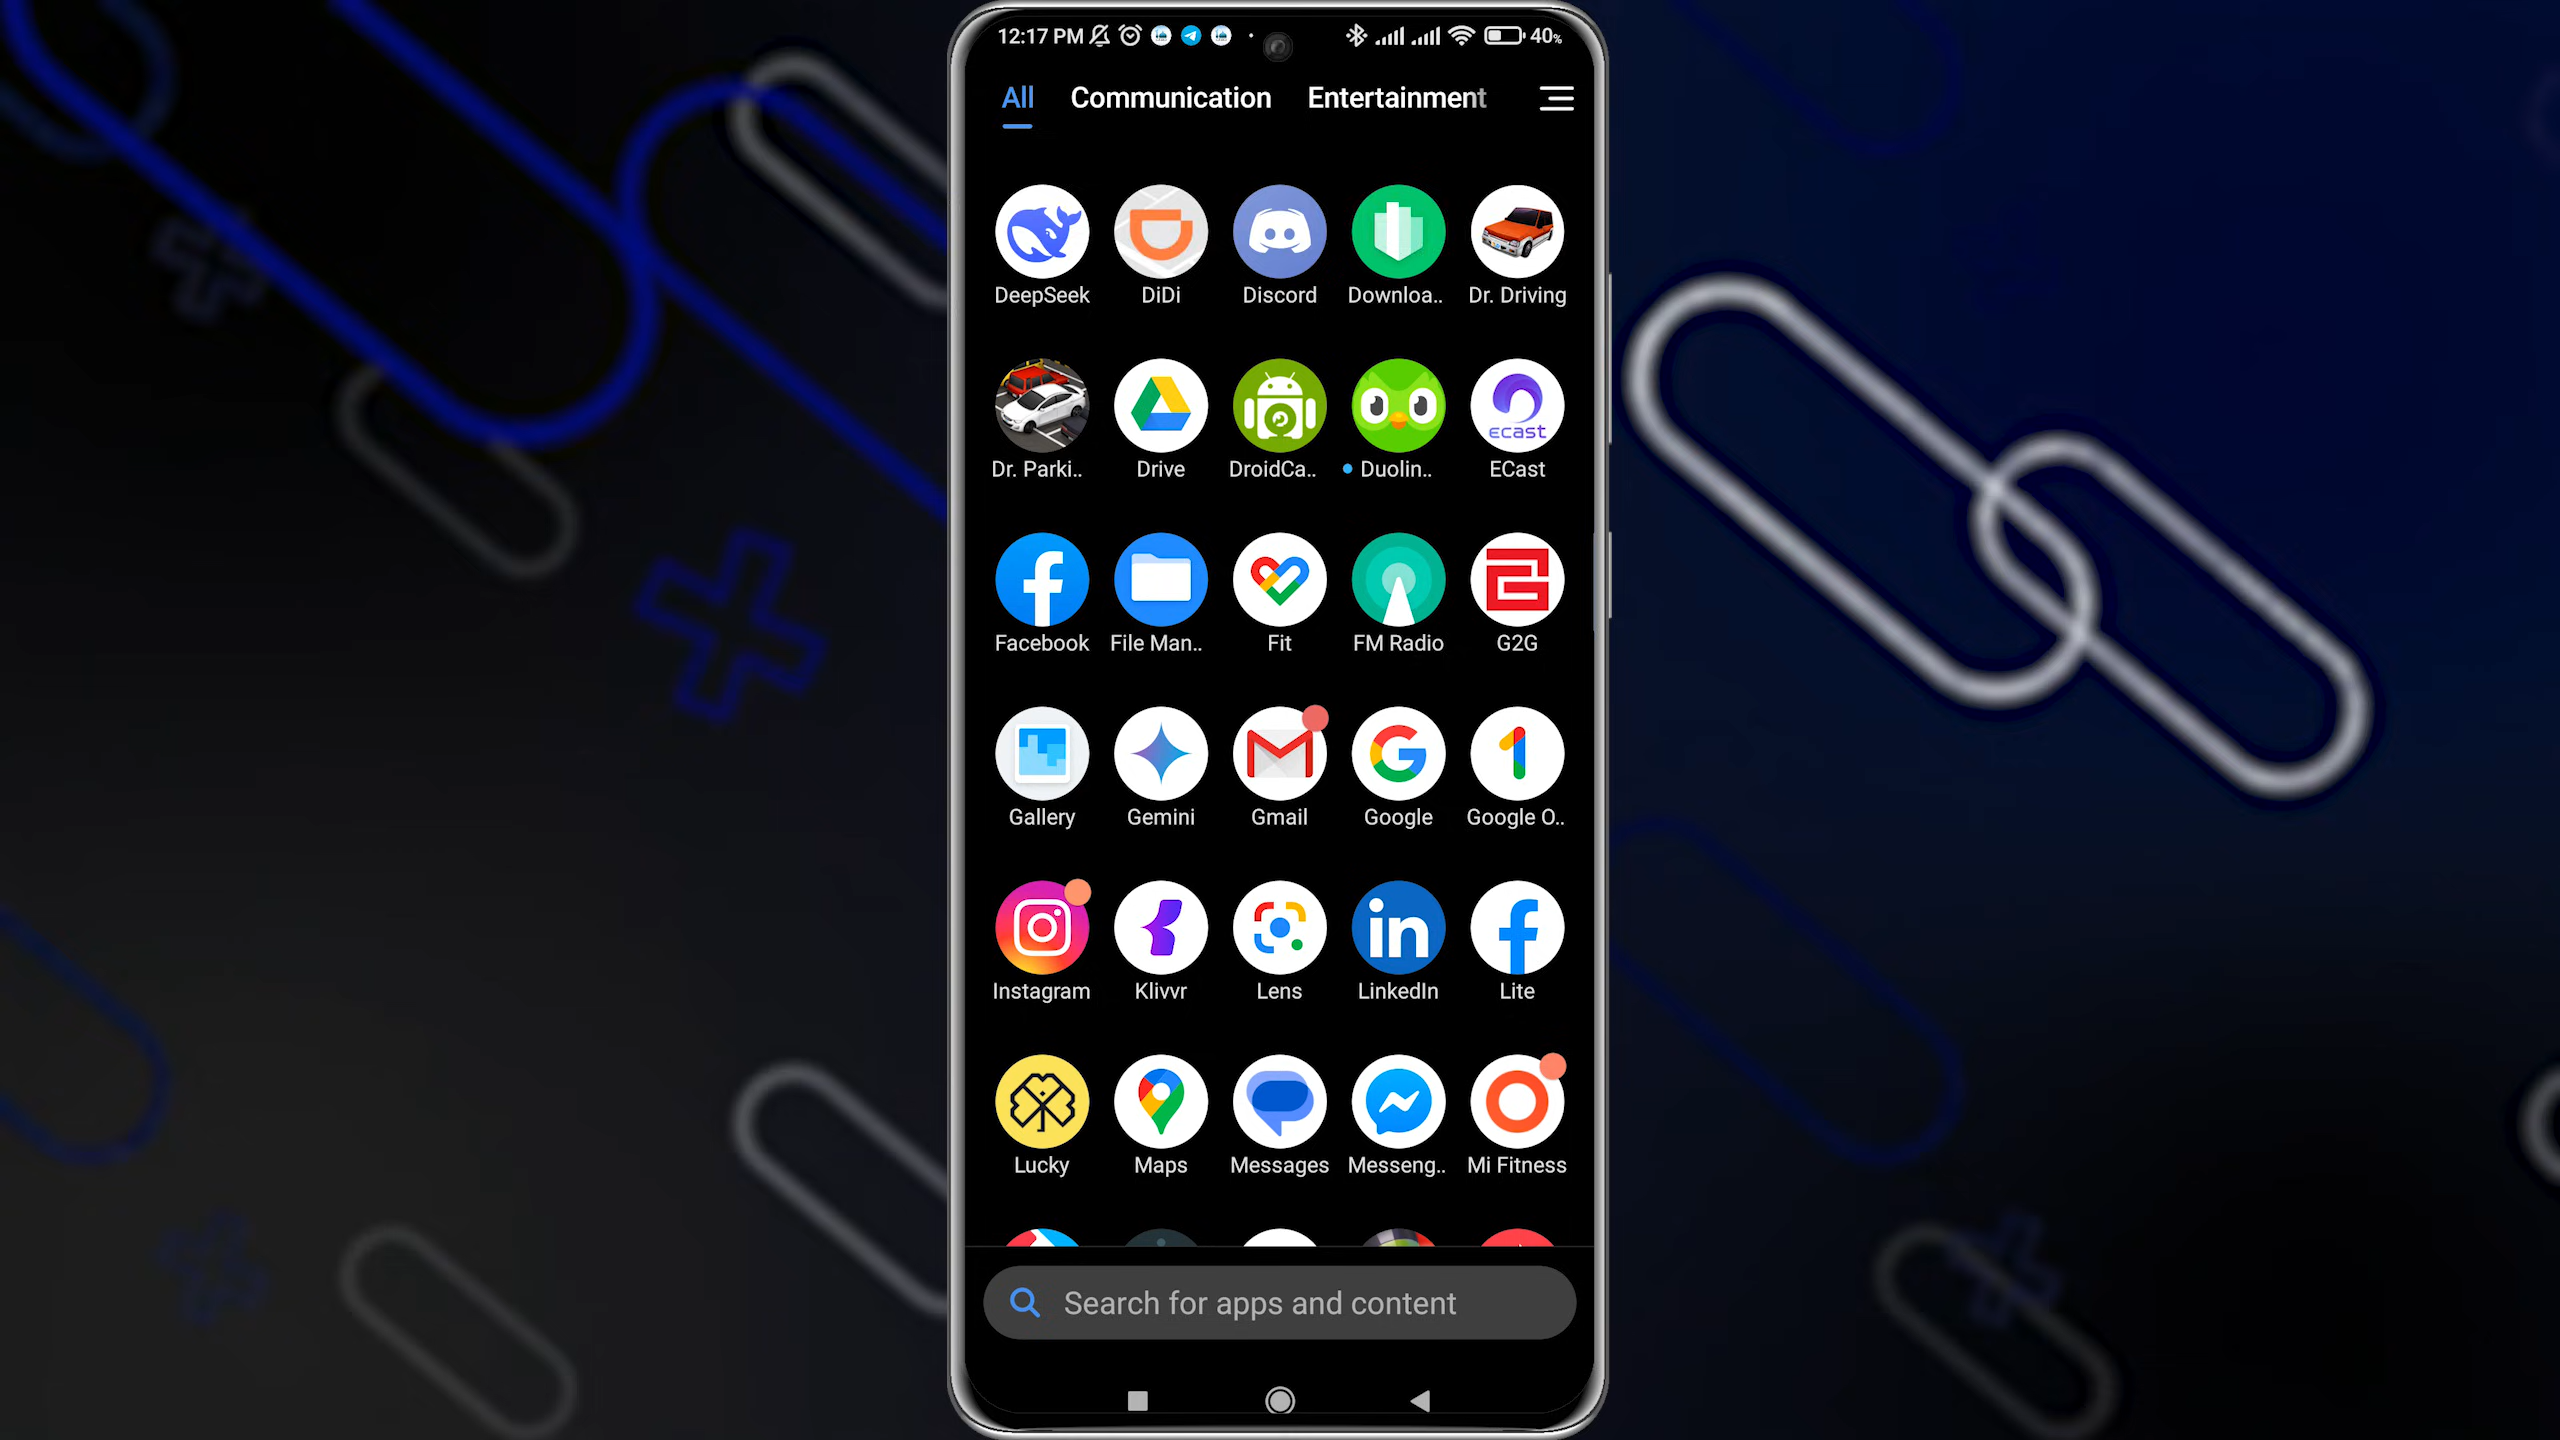 12:17 PM 40%
All Communication Entertainment
DeepSeek DiDi Discord Downloa.. Dr. Driving
ECAST
Dr. Parki.. Drive DroidCa.. Duolin.. ECast
Facebook File Man.. Fit FM Radio G2G
Gallery Gemini Gmail Google Google O..
in
Instagram Klivvr Lens LinkedIn Lite
Lucky Maps Messages Messeng.. Mi Fitness
Search for apps and content